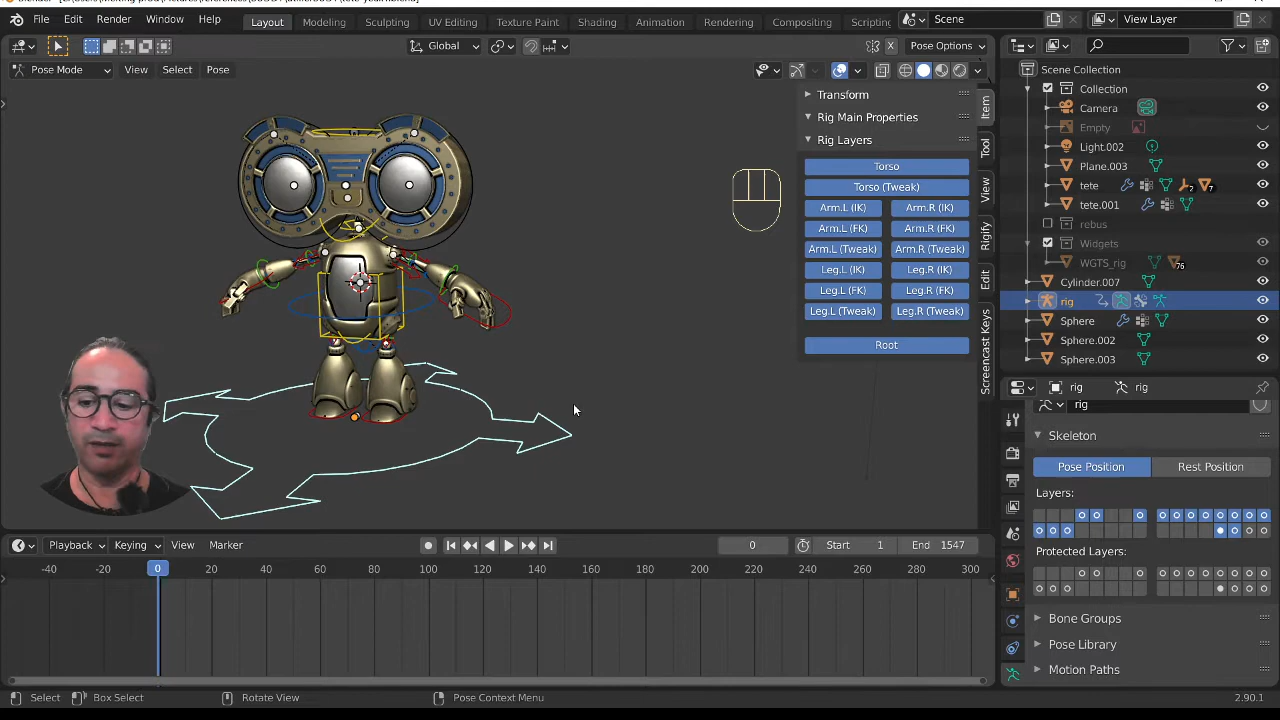 File Edit Render Window Help
Layout Modeling Sculpting UV Editing Texture Paint Shading Animation Rendering Compositing Scripting
Scene
View Layer
Global
Pose Options
Pose Mode View Select Pose
Transform
Rig Main Properties
Rig Layers
Torso
Torso (Tweak)
Arm.L (IK) Arm.R (IK)
Arm.L (FK) Arm.R (FK)
Arm.L (Tweak) Arm.R (Tweak)
Leg.L (IK) Leg.R (IK)
Leg.L (FK) Leg.R (FK)
Leg.L (Tweak) Leg.R (Tweak)
Root
Item
Tool
View
Rigify
Edit
Screencast Keys
Scene Collection
Collection
Camera
Empty
Light.002
Plane.003
tete 2 7
tete.001
rebus
Widgets
WGTS_rig 76
Cylinder.007
rig
Sphere
Sphere.002
Sphere.003
rig rig
rig
Skeleton
Pose Position Rest Position
Layers:
Protected Layers:
Bone Groups
Pose Library
Motion Paths
Playback Keying View Marker
0 Start 1 End 1547
-40 -20 0 20 40 60 80 100 120 140 160 180 200 220 240 260 280 300
Select Box Select Rotate View Pose Context Menu 2.90.1